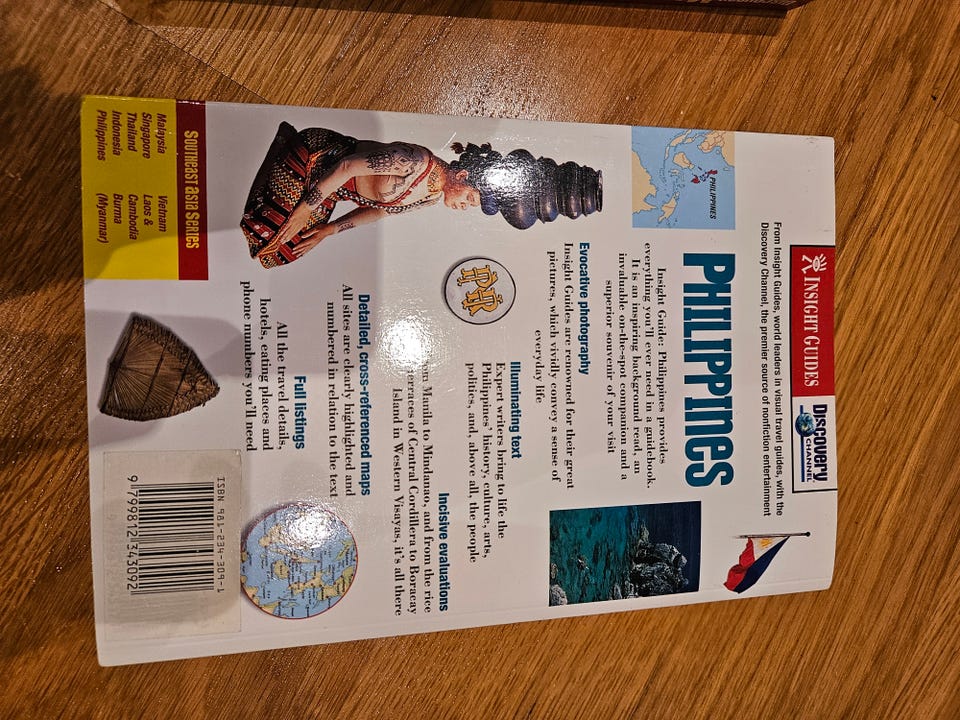 INSIGHT GUIDES
Discovery
CHANNEL
From Insight Guides, world leaders in visual travel guides, with the
Discovery Channel, the premier source of nonfiction entertainment
PHILIPPINES
PHILIPPINES
Insight Guide: Philippines provides
everything you'll ever need in a guidebook.
It is an inspiring background read, an
invaluable on-the-spot companion and a
superior souvenir of your visit
Evocative photography
Insight Guides are renowned for their great
pictures, which vividly convey a sense of
everyday life
Illuminating text
Expert writers bring to life the
Philippines' history, culture, arts,
politics, and, above all, the people
Incisive evaluations
Manila to Mindanao, and from the rice
terraces of Central Cordillera to Boracay
Island in Western Visayas, it's all there
Detailed, cross-referenced maps
All sites are clearly highlighted and
numbered in relation to the text
Full listings
All the travel details,
hotels, eating places and
phone numbers you'll need
Southeast Asia Series
Malaysia
Singapore
Thailand
Indonesia
Philippines
Vietnam
Laos &
Cambodia
Burma
(Myanmar)
ISBN 981-234-309-1
9 799812 343092